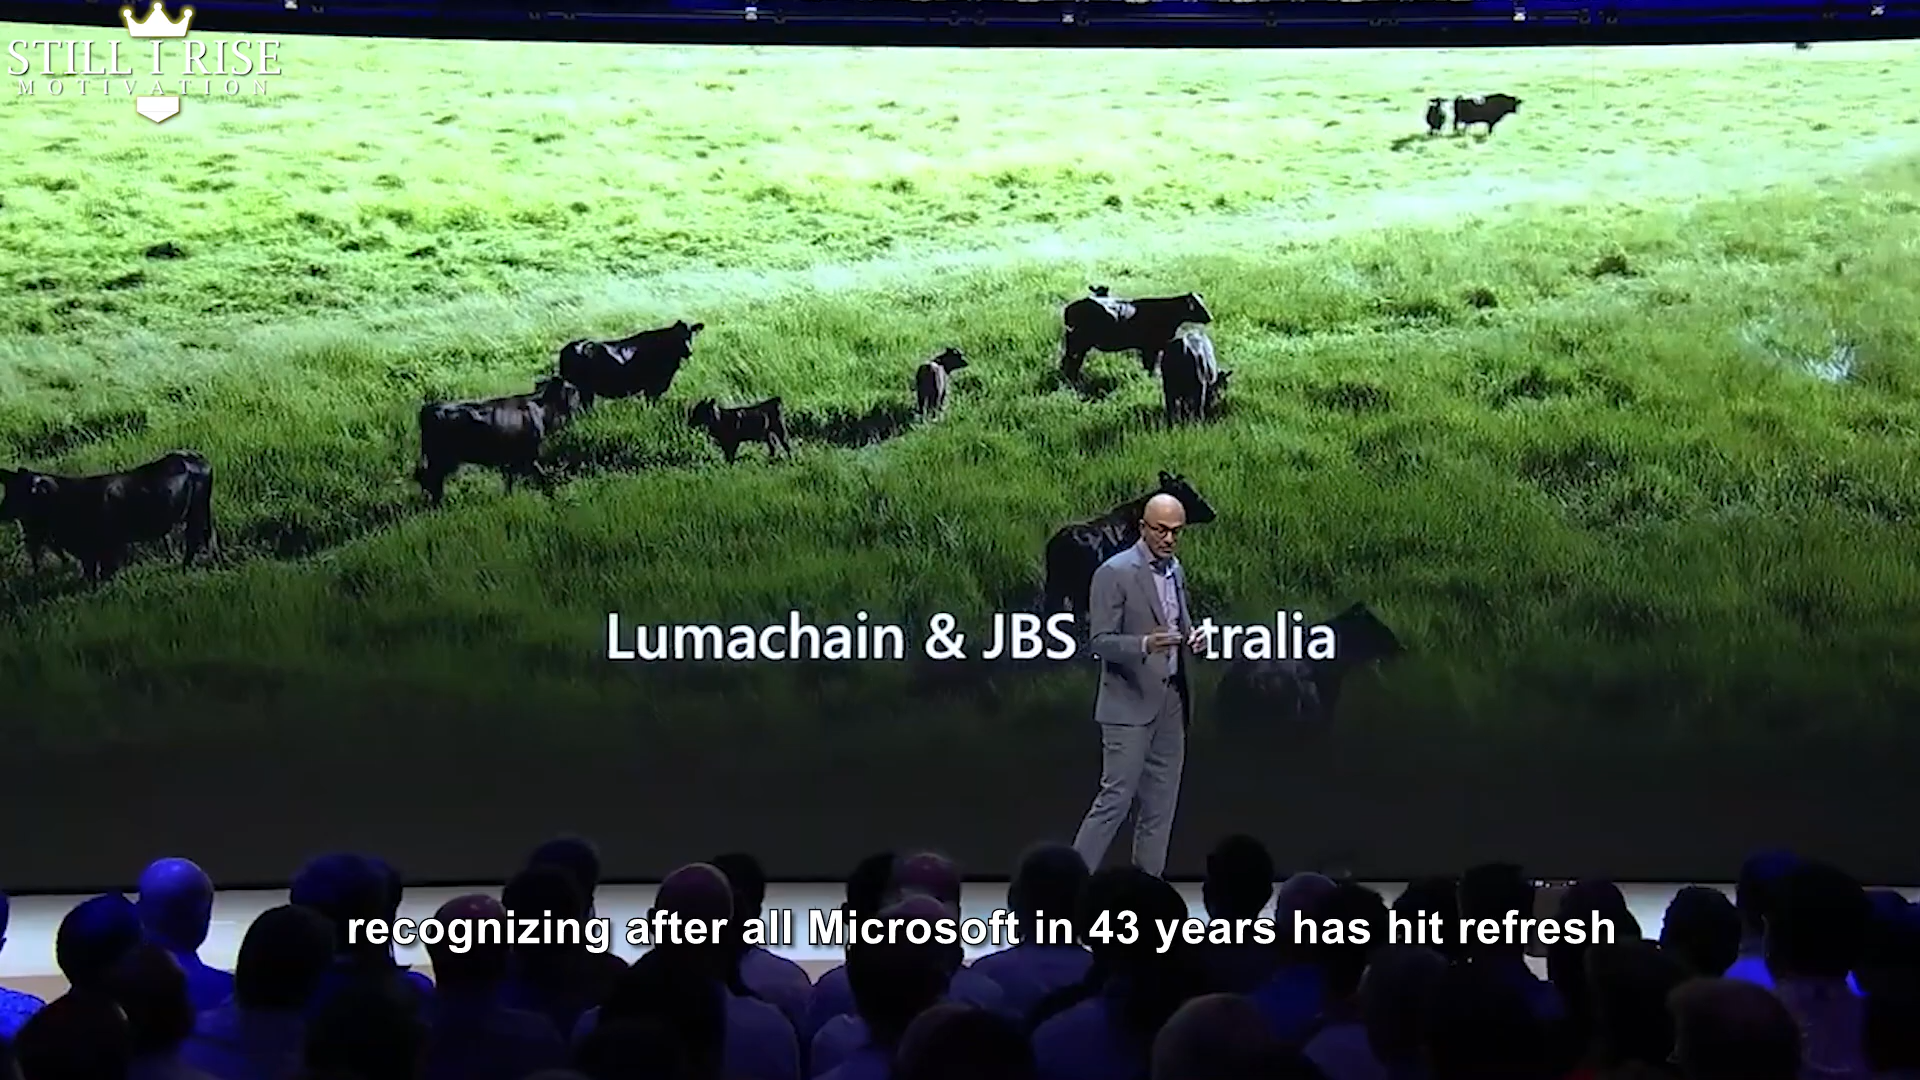 STILL I RISE
MOTIVATION
Lumachain & JBS tralia
recognizing after all Microsoft in 43 years has hit refresh